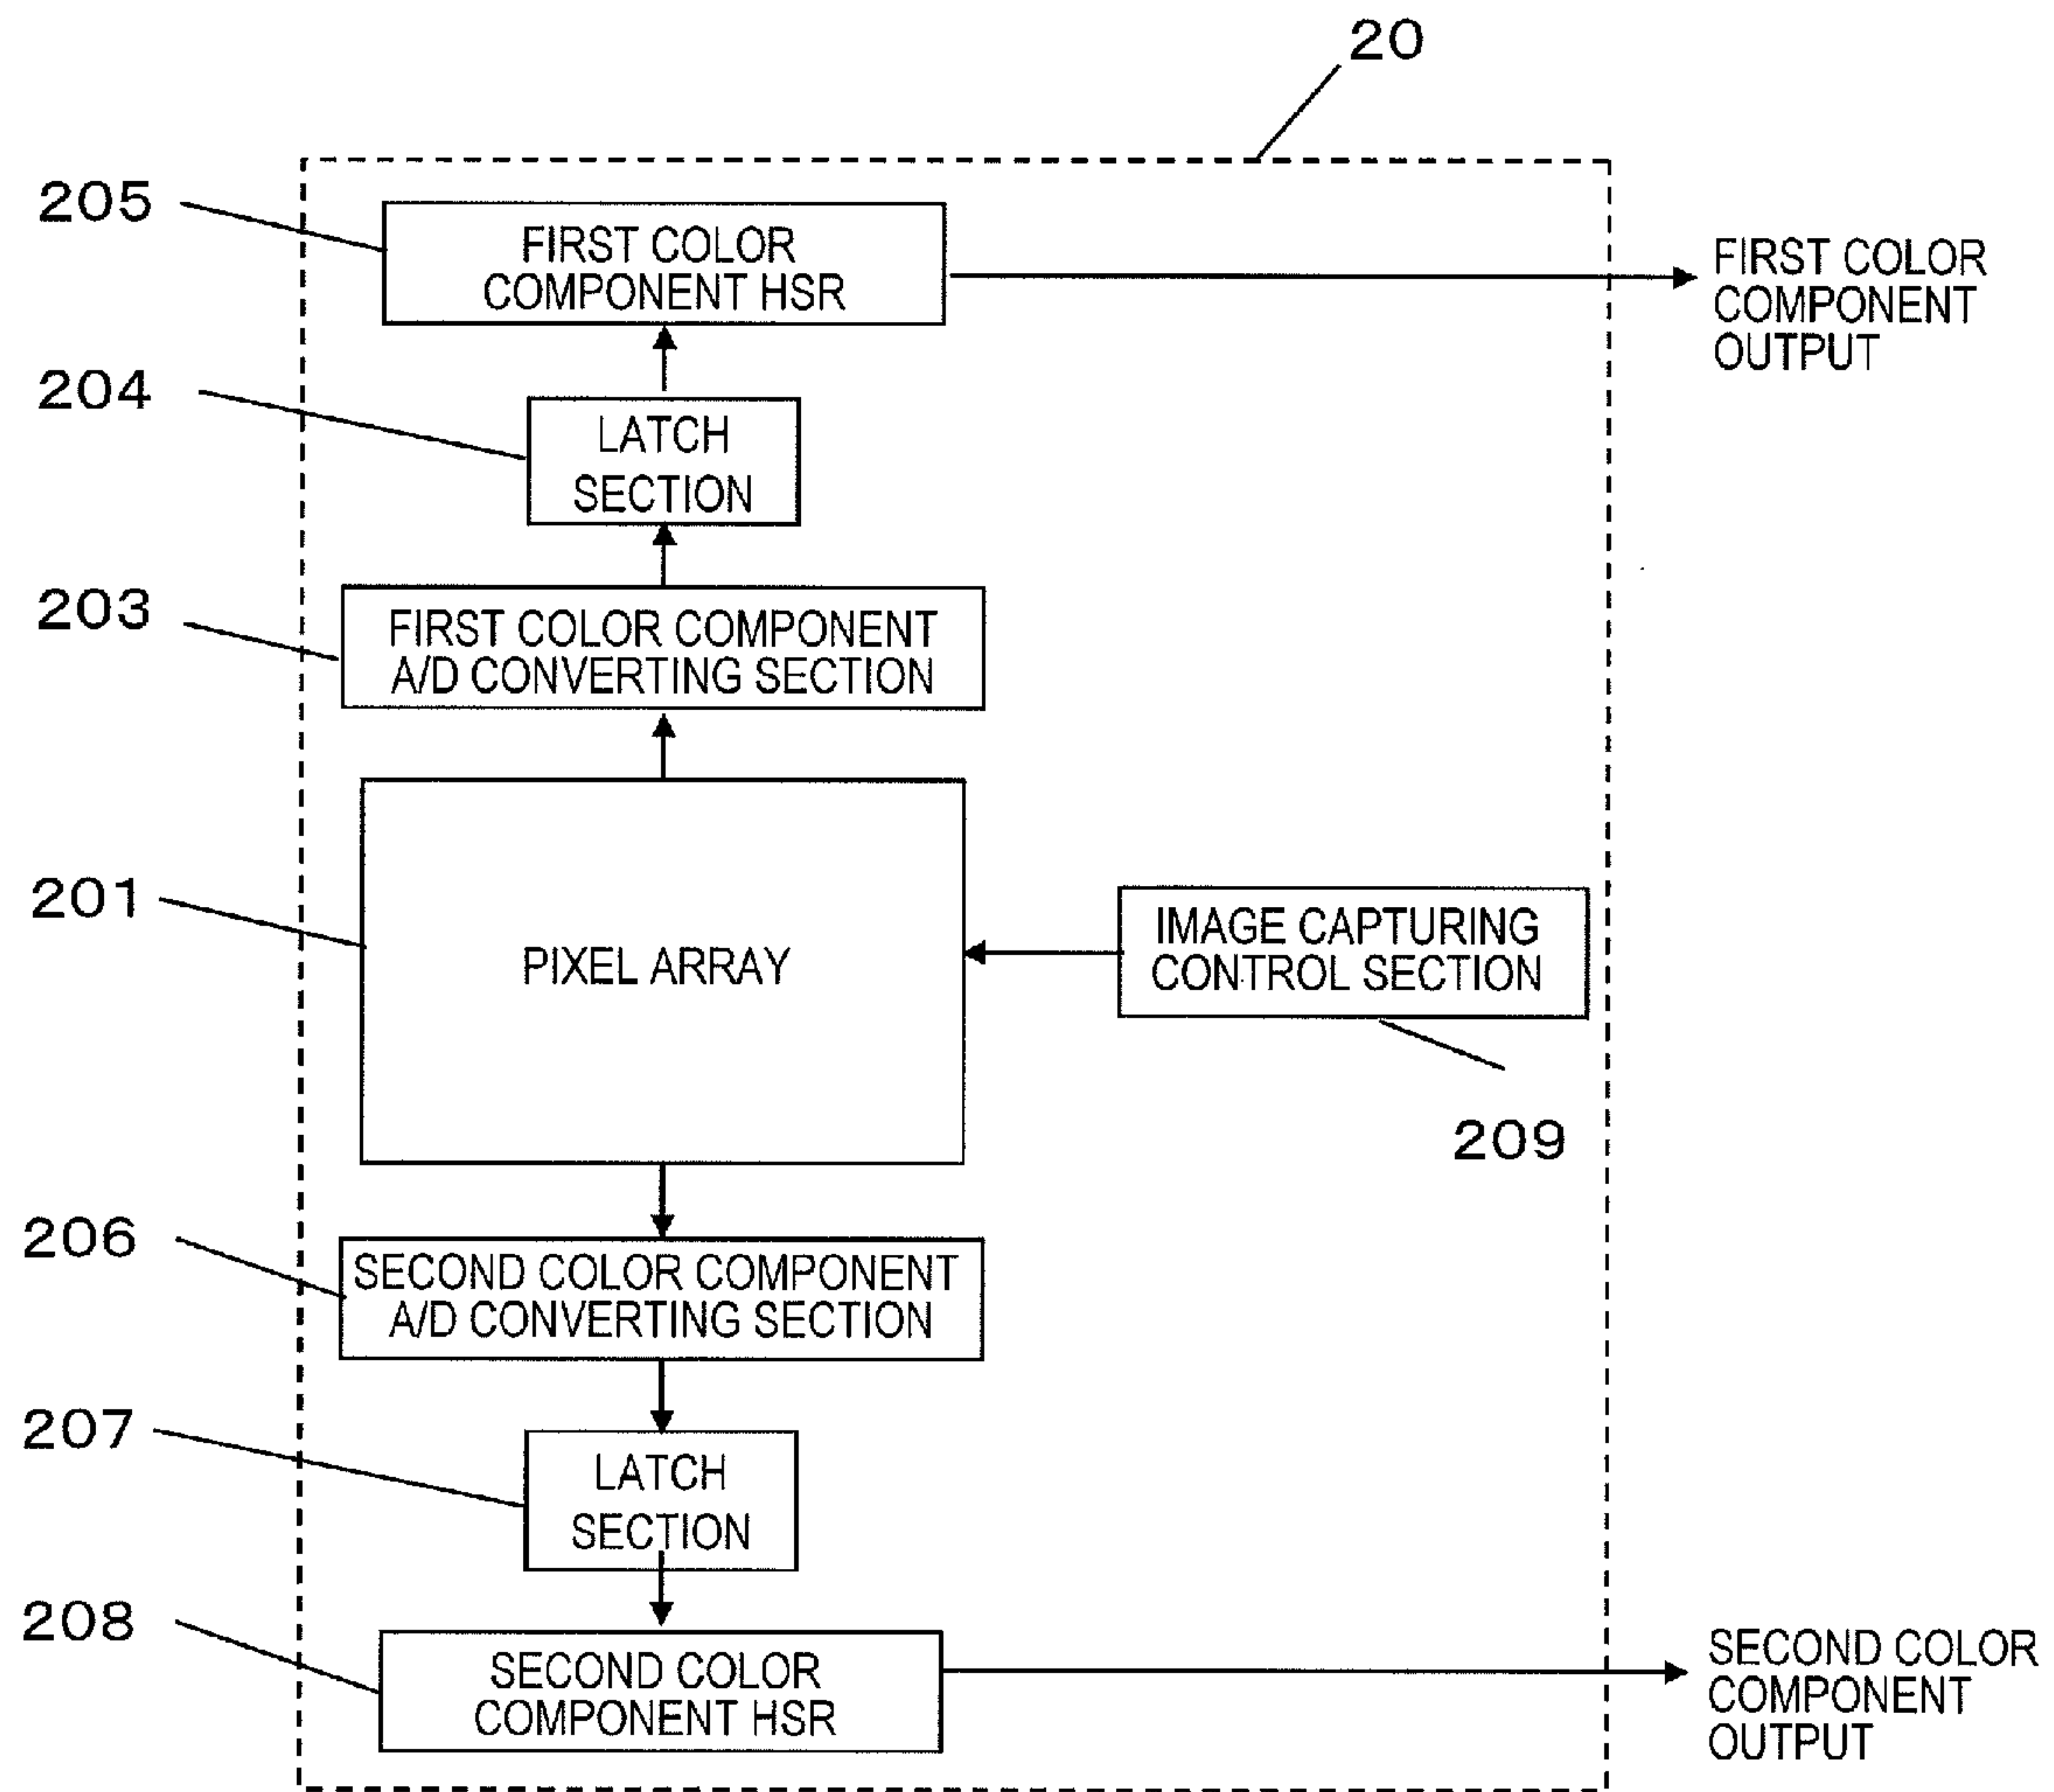 20
205
FIRST COLOR
COMPONENT HSR
FIRST COLOR
COMPONENT
OUTPUT
204
LATCH
SECTION
203
FIRST COLOR COMPONENT
A/D CONVERTING SECTION
201
PIXEL ARRAY
IMAGE CAPTURING
CONTROL SECTION
209
206
SECOND COLOR COMPONENT
A/D CONVERTING SECTION
207
LATCH
SECTION
208
SECOND COLOR
COMPONENT HSR
SECOND COLOR
COMPONENT
OUTPUT